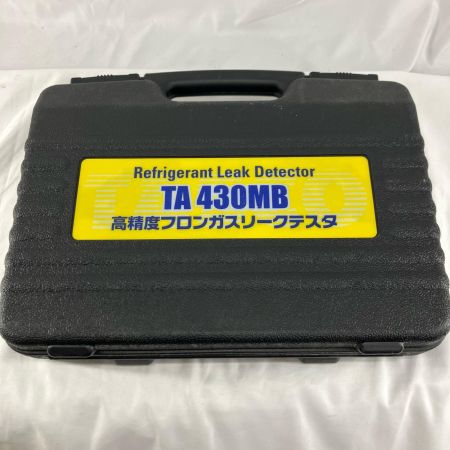 Refrigerant Leak Detector
TA 430MB
高精度フロンガスリークテスタ